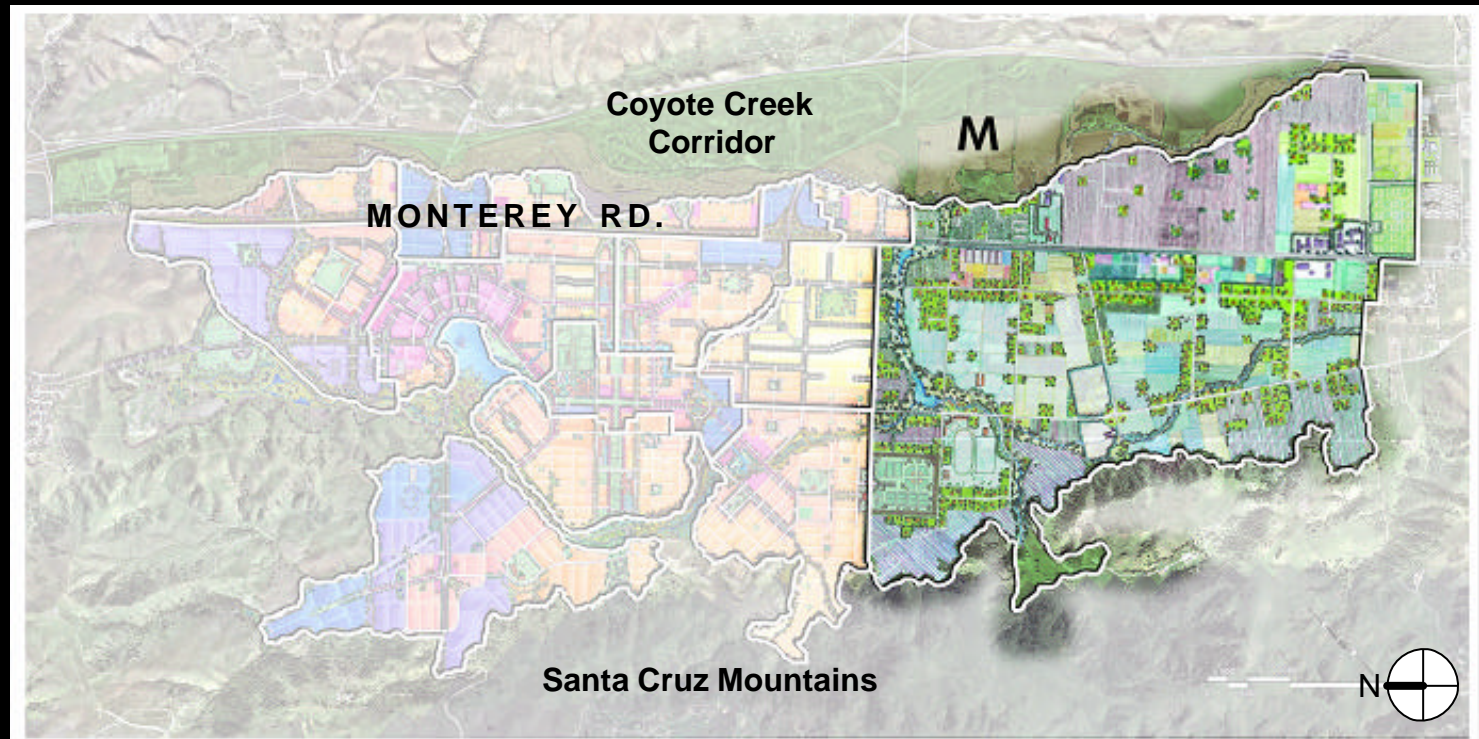 Coyote Creek
Corridor
M
MONTEREY RD.
Santa Cruz Mountains
N